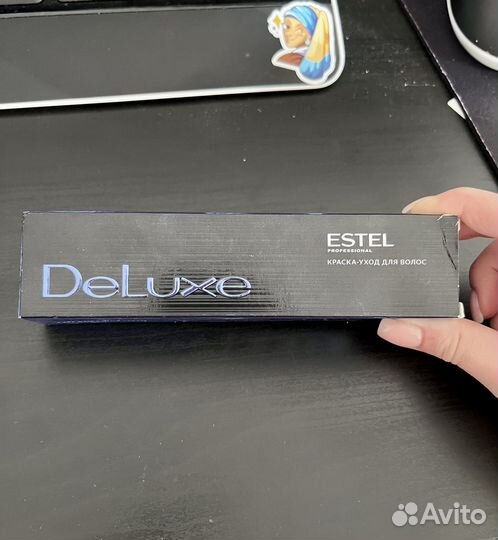 ESTEL
PROFESSIONAL
КРАСКА-УХОД ДЛЯ ВОЛОС
DeLuxe
Avito